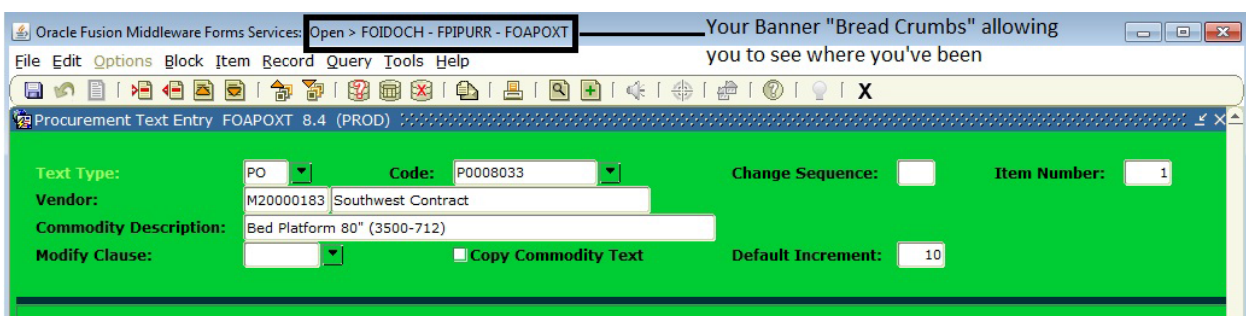 Oracle Fusion Middleware Forms Services: Open > FOIDOCH - FPIPURR - FOAPOXT
Your Banner "Bread Crumbs" allowing
you to see where you've been
File Edit Options Block Item Record Query Tools Help
X
Procurement Text Entry FOAPOXT 8.4 (PROD)
Text Type: PO Code: P0008033 Change Sequence: Item Number: 1
Vendor: M20000183 Southwest Contract
Commodity Description: Bed Platform 80" (3500-712)
Modify Clause: Copy Commodity Text Default Increment: 10